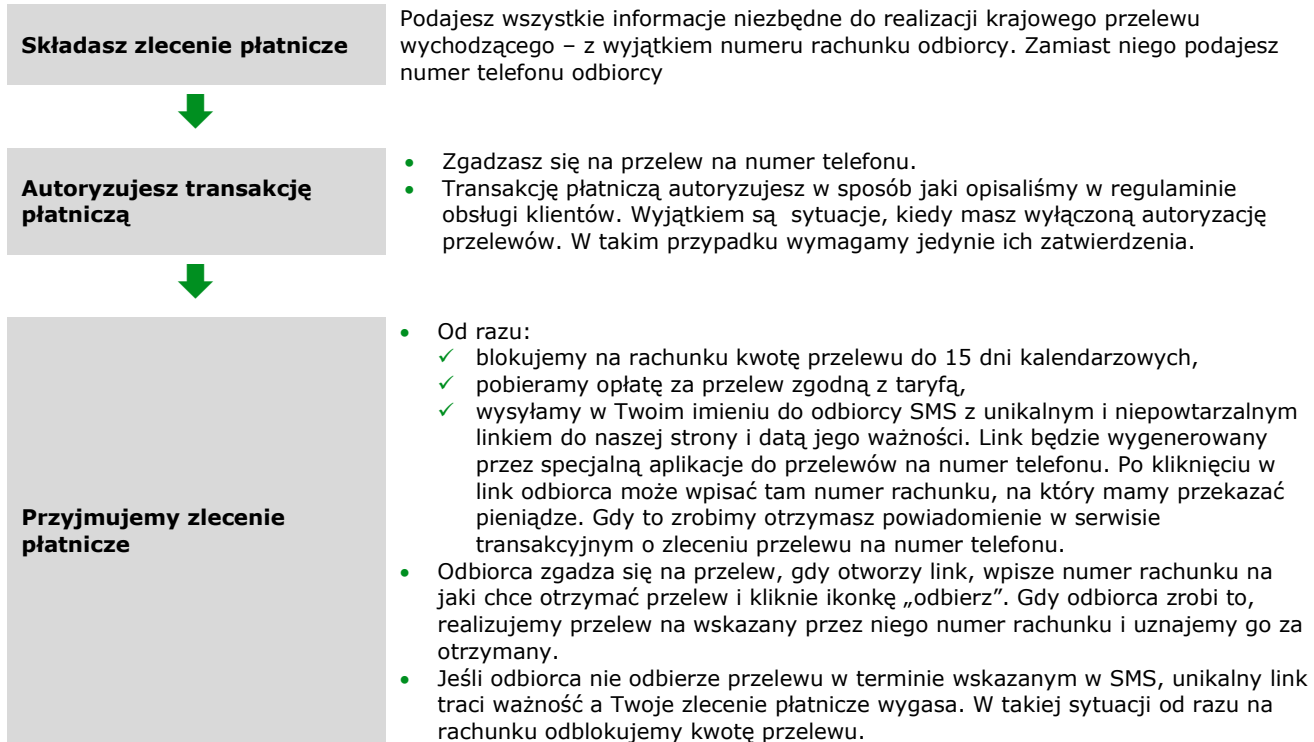 Składasz zlecenie płatnicze
Podajesz wszystkie informacje niezbędne do realizacji krajowego przelewu
wychodzącego – z wyjątkiem numeru rachunku odbiorcy. Zamiast niego podajesz
numer telefonu odbiorcy
Autoryzujesz transakcję
płatniczą
• Zgadzasz się na przelew na numer telefonu.
• Transakcję płatniczą autoryzujesz w sposób jaki opisaliśmy w regulaminie
obsługi klientów. Wyjątkiem są sytuacje, kiedy masz wyłączoną autoryzację
przelewów. W takim przypadku wymagamy jedynie ich zatwierdzenia.
Przyjmujemy zlecenie
płatnicze
• Od razu:
✓ blokujemy na rachunku kwotę przelewu do 15 dni kalendarzowych,
✓ pobieramy opłatę za przelew zgodną z taryfą,
✓ wysyłamy w Twoim imieniu do odbiorcy SMS z unikalnym i niepowtarzalnym
linkiem do naszej strony i datą jego ważności. Link będzie wygenerowany
przez specjalną aplikacje do przelewów na numer telefonu. Po kliknięciu w
link odbiorca może wpisać tam numer rachunku, na który mamy przekazać
pieniądze. Gdy to zrobimy otrzymasz powiadomienie w serwisie
transakcyjnym o zleceniu przelewu na numer telefonu.
• Odbiorca zgadza się na przelew, gdy otworzy link, wpisze numer rachunku na
jaki chce otrzymać przelew i kliknie ikonkę „odbierz”. Gdy odbiorca zrobi to,
realizujemy przelew na wskazany przez niego numer rachunku i uznajemy go za
otrzymany.
• Jeśli odbiorca nie odbierze przelewu w terminie wskazanym w SMS, unikalny link
traci ważność a Twoje zlecenie płatnicze wygasa. W takiej sytuacji od razu na
rachunku odblokujemy kwotę przelewu.